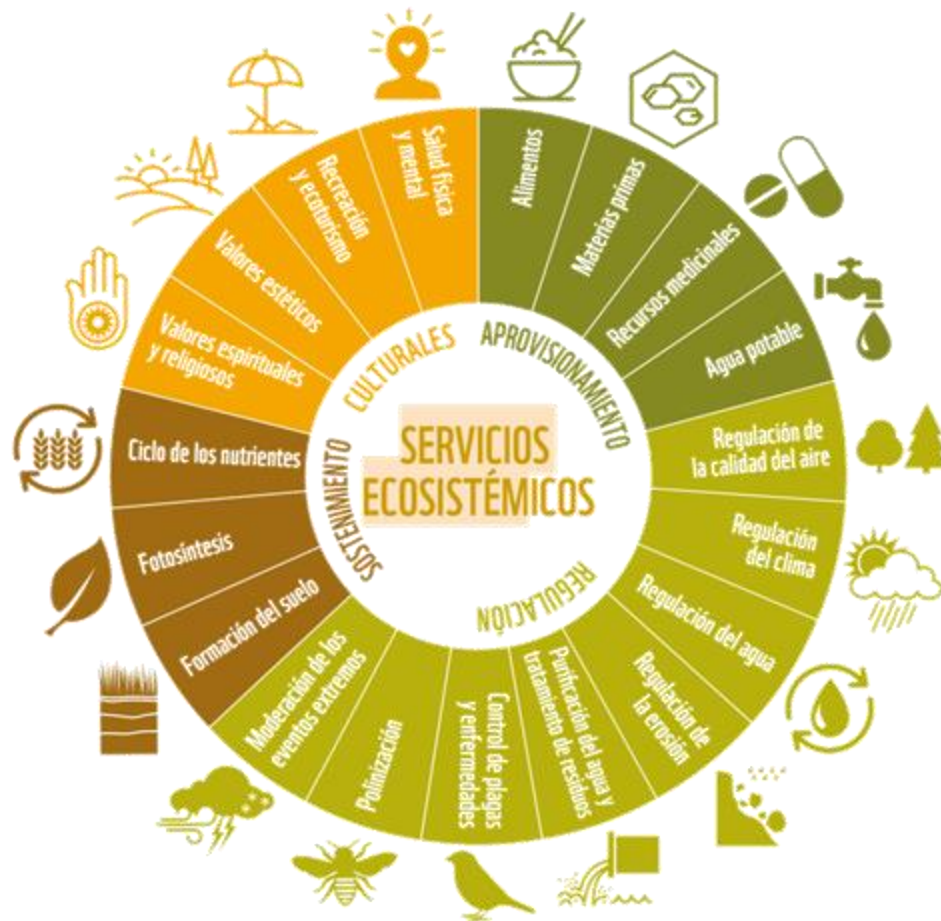 SERVICIOS
ECOSISTÉMICOS
APROVISIONAMIENTO
Alimentos
Materias primas
Recursos medicinales
Agua potable
REGULACIÓN
Regulación de
la calidad del aire
Regulación
del clima
Regulación del agua
Regulación de
la erosión
Purificación del agua y
tratamiento de residuos
Control de plagas
y enfermedades
Polinización
Moderación de los
eventos extremos
SOSTENIMIENTO
Formación del suelo
Fotosíntesis
Ciclo de los nutrientes
CULTURALES
Valores espirituales
y religiosos
Valores estéticos
Recreación
y ecoturismo
Salud física
y mental